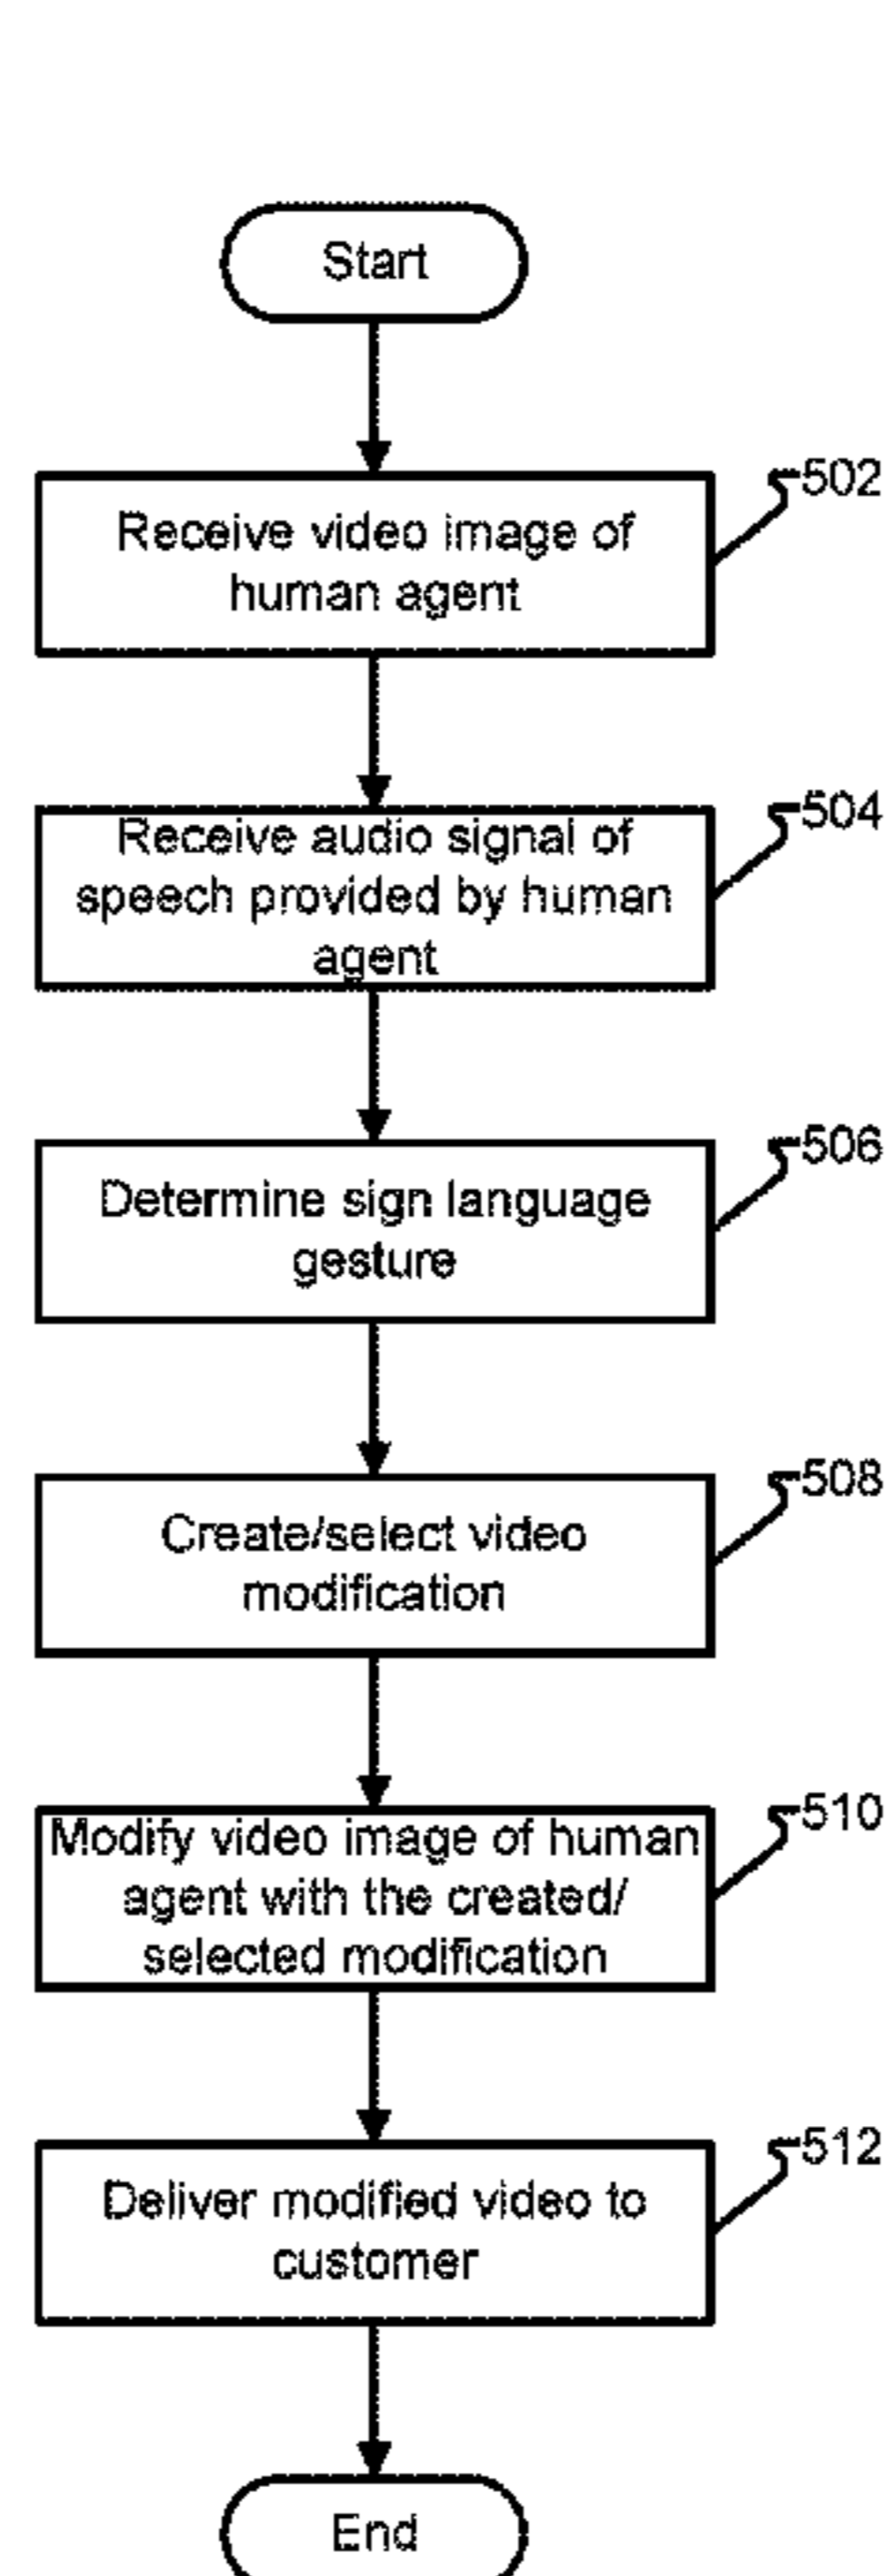 Start
502
Receive video image of
human agent
504
Receive audio signal of
speech provided by human
agent
506
Determine sign language
gesture
508
Create/select video
modification
510
Modify video image of human
agent with the created/
selected modification
512
Deliver modified video to
customer
End